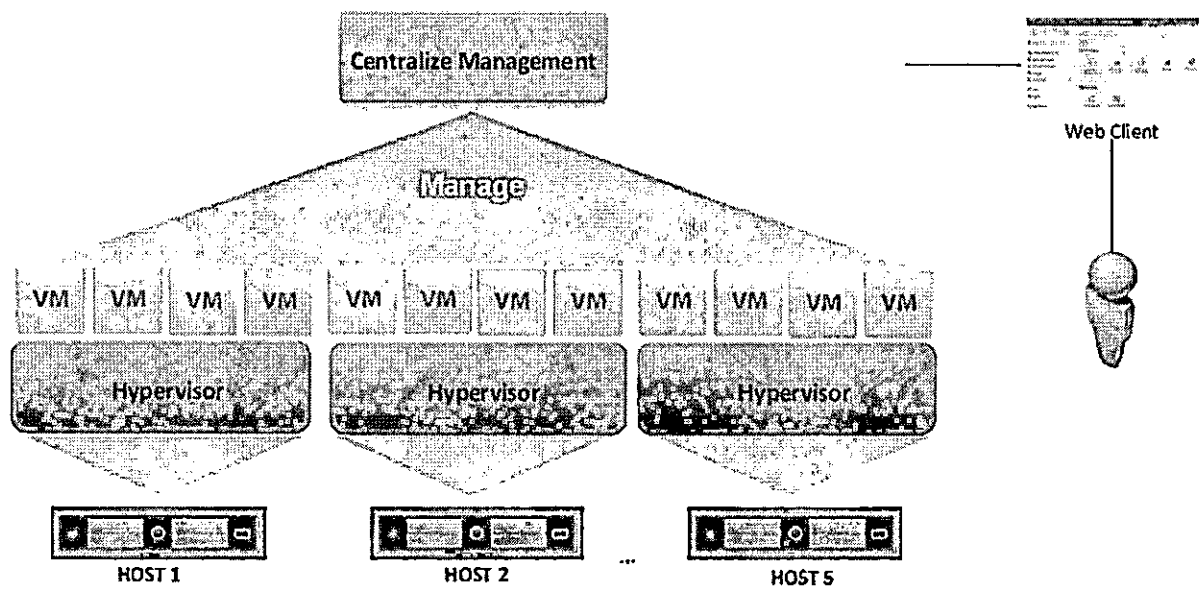 Centralize Management
Web Client
Manage
VM VM VM VM VM VM VM VM VM VM VM VM
Hypervisor Hypervisor Hypervisor
HOST 1 HOST 2 ... HOST 5